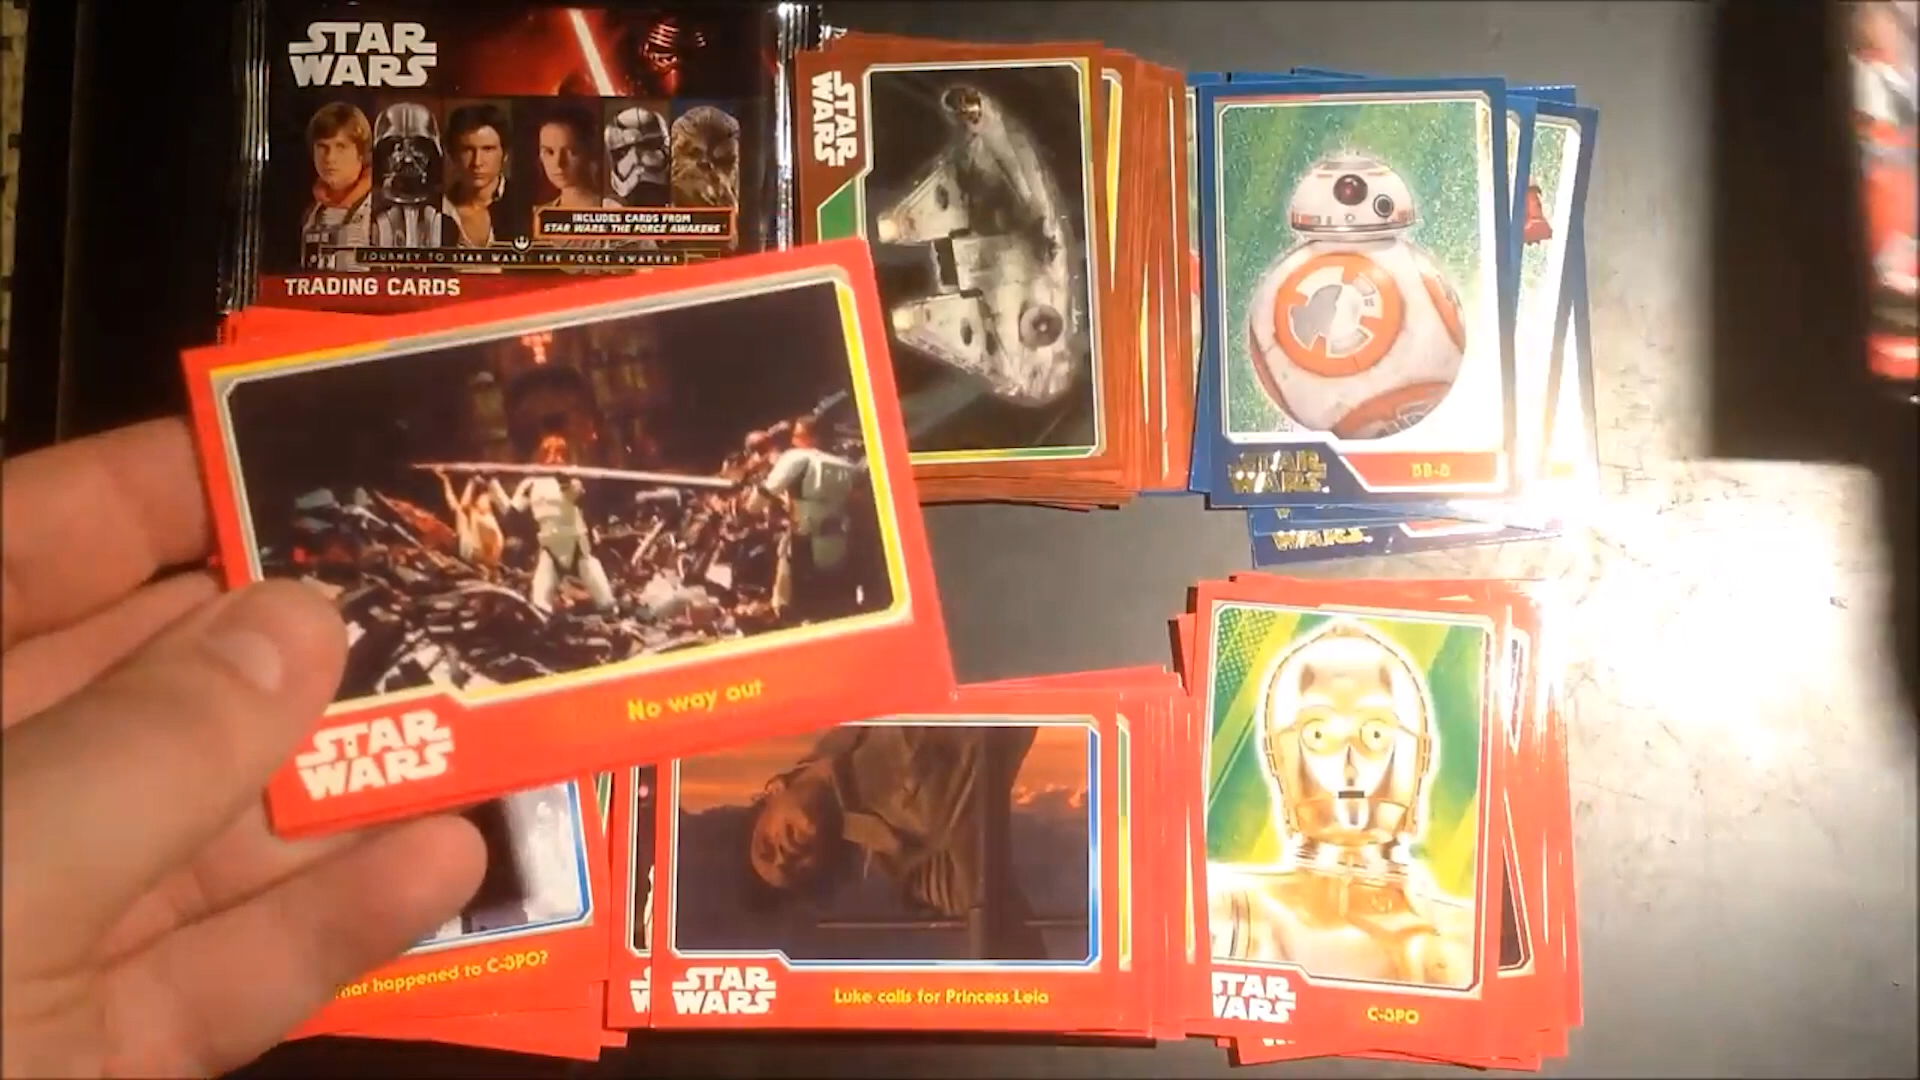 STAR
WARS
INCLUDES CARDS FROM
STAR WARS: THE FORCE AWAKENS
JOURNEY TO STAR WARS: THE FORCE AWAKENS
TRADING CARDS
STAR
WARS
STAR
WARS
BB-8
WARS
No way out
STAR
WARS
happened to C-3PO?
STAR
WARS
Luke calls for Princess Leia
STAR
WARS
C-3PO